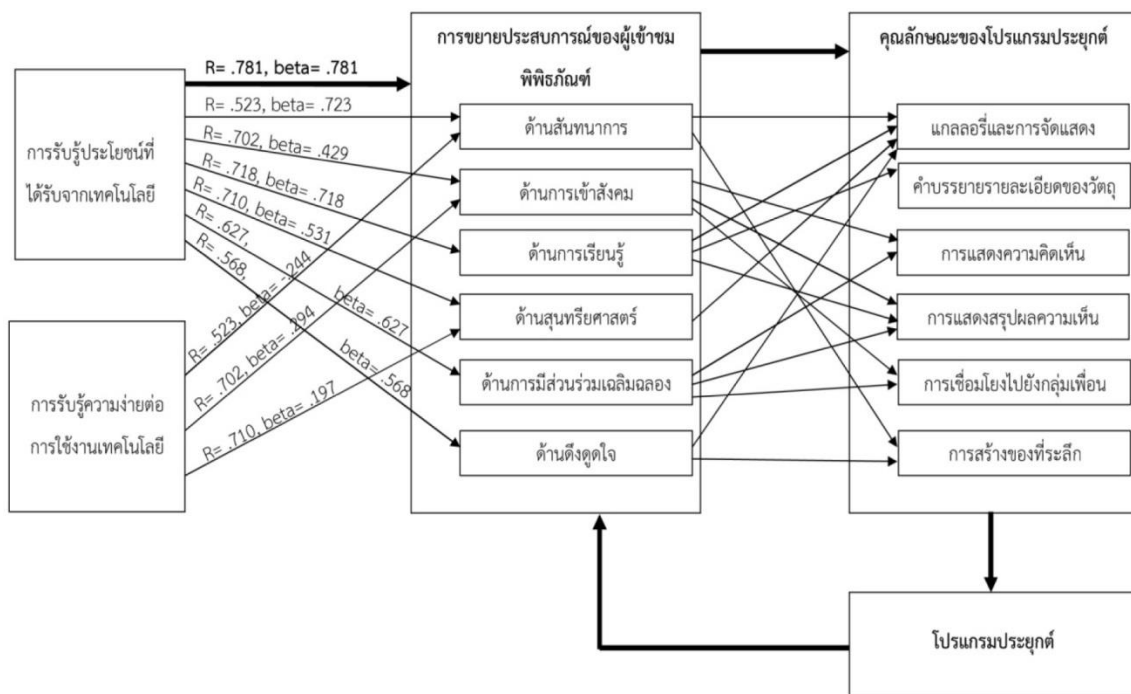 การรับรู้ประโยชน์ที่
ได้รับจากเทคโนโลยี
การรับรู้ความง่ายต่อ
การใช้งานเทคโนโลยี
R= .781, beta= .781
R= .523, beta= .723
R= .702, beta= .429
R= .718, beta= .718
R= .710, beta= .531
R= .627,
beta= .627
R= .568,
beta= .568
R= .523, beta= -.244
R= .702, beta= .294
R= .710, beta= .197
การขยายประสบการณ์ของผู้เข้าชม
พิพิธภัณฑ์
ด้านสันทนาการ
ด้านการเข้าสังคม
ด้านการเรียนรู้
ด้านสุนทรียศาสตร์
ด้านการมีส่วนร่วมเฉลิมฉลอง
ด้านดึงดูดใจ
คุณลักษณะของโปรแกรมประยุกต์
แกลลอรี่และการจัดแสดง
คำบรรยายรายละเอียดของวัตถุ
การแสดงความคิดเห็น
การแสดงสรุปผลความเห็น
การเชื่อมโยงไปยังกลุ่มเพื่อน
การสร้างของที่ระลึก
โปรแกรมประยุกต์